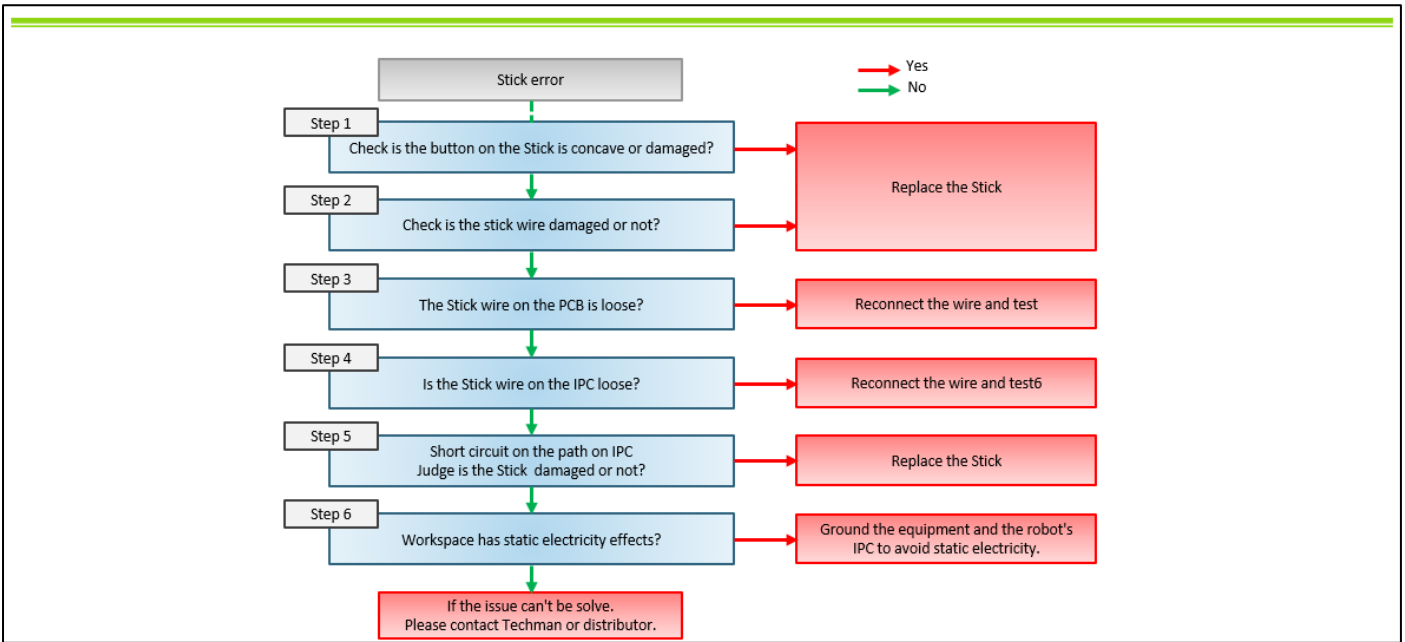 Stick error
Yes
No
Step 1
Check is the button on the Stick is concave or damaged?
Replace the Stick
Step 2
Check is the stick wire damaged or not?
Step 3
The Stick wire on the PCB is loose?
Reconnect the wire and test
Step 4
Is the Stick wire on the IPC loose?
Reconnect the wire and test6
Step 5
Short circuit on the path on IPC
Judge is the Stick damaged or not?
Replace the Stick
Step 6
Workspace has static electricity effects?
Ground the equipment and the robot's
IPC to avoid static electricity.
If the issue can't be solve.
Please contact Techman or distributor.